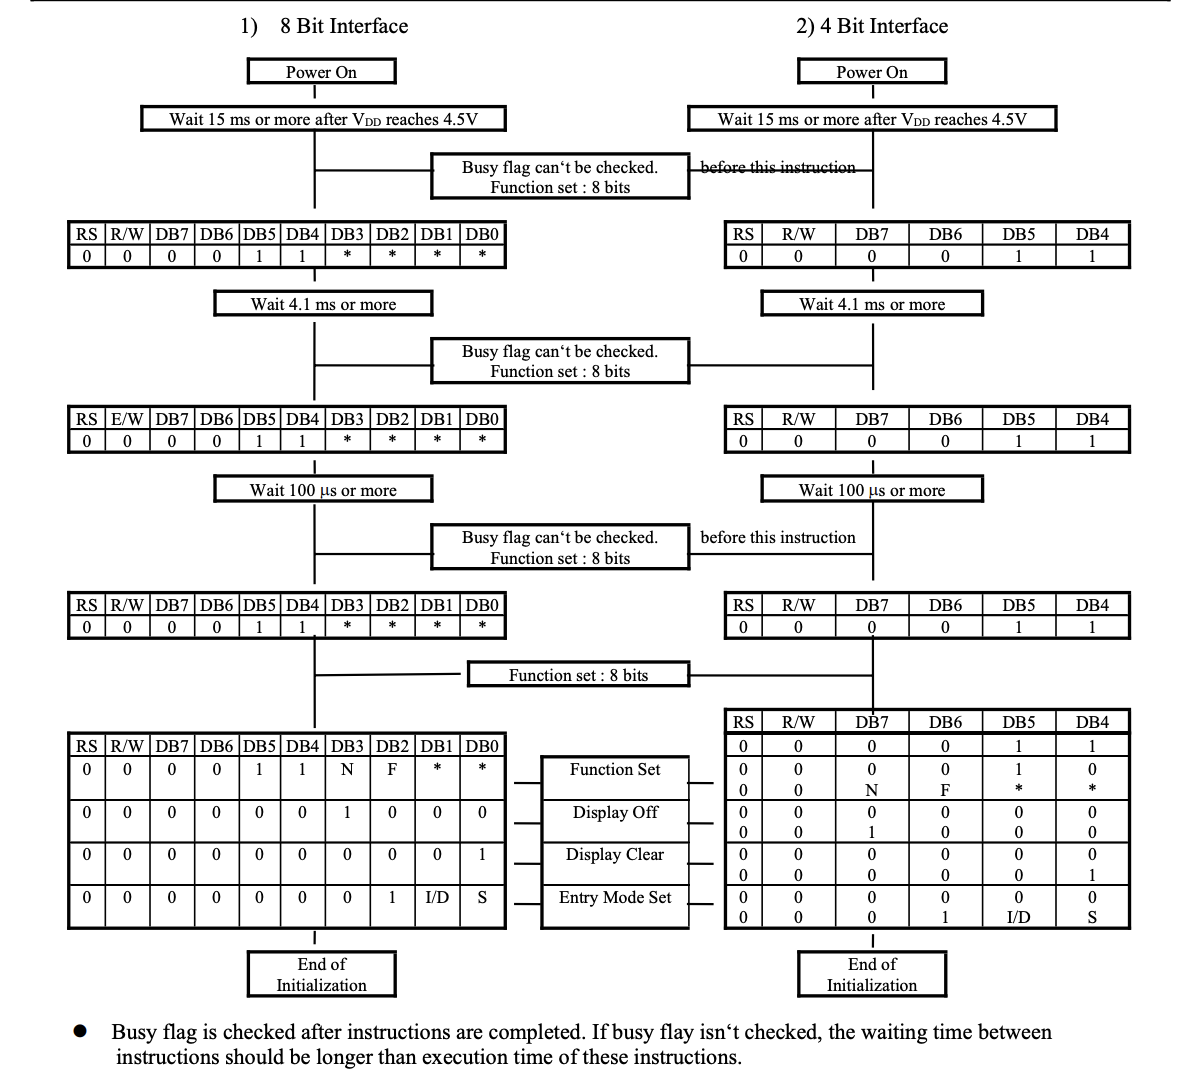 1) 8 Bit Interface 2) 4 Bit Interface
Power On Power On
Wait 15 ms or more after VDD reaches 4.5V Wait 15 ms or more after VDD reaches 4.5V
Busy flag can‘t be checked. before this instruction
Function set : 8 bits
RS R/W DB7 DB6 DB5 DB4 DB3 DB2 DB1 DB0 RS R/W DB7 DB6 DB5 DB4
0 0 0 0 1 1 * * * * 0 0 0 0 1 1
Wait 4.1 ms or more Wait 4.1 ms or more
Busy flag can‘t be checked.
Function set : 8 bits
RS E/W DB7 DB6 DB5 DB4 DB3 DB2 DB1 DB0 RS R/W DB7 DB6 DB5 DB4
0 0 0 0 1 1 * * * * 0 0 0 0 1 1
Wait 100 μs or more Wait 100 μs or more
Busy flag can‘t be checked. before this instruction
Function set : 8 bits
RS R/W DB7 DB6 DB5 DB4 DB3 DB2 DB1 DB0 RS R/W DB7 DB6 DB5 DB4
0 0 0 0 1 1 * * * * 0 0 0 0 1 1
Function set : 8 bits
RS R/W DB7 DB6 DB5 DB4
RS R/W DB7 DB6 DB5 DB4 DB3 DB2 DB1 DB0 0 0 0 0 1 1
0 0 0 0 1 1 N F * * Function Set 0 0 0 0 1 0
0 0 N F * *
0 0 0 0 0 0 1 0 0 0 Display Off 0 0 0 0 0 0
0 0 1 0 0 0
0 0 0 0 0 0 0 0 0 1 Display Clear 0 0 0 0 0 0
0 0 0 0 0 1
0 0 0 0 0 0 0 1 I/D S Entry Mode Set 0 0 0 0 0 0
0 0 0 1 I/D S
End of End of
Initialization Initialization
● Busy flag is checked after instructions are completed. If busy flay isn‘t checked, the waiting time between
instructions should be longer than execution time of these instructions.